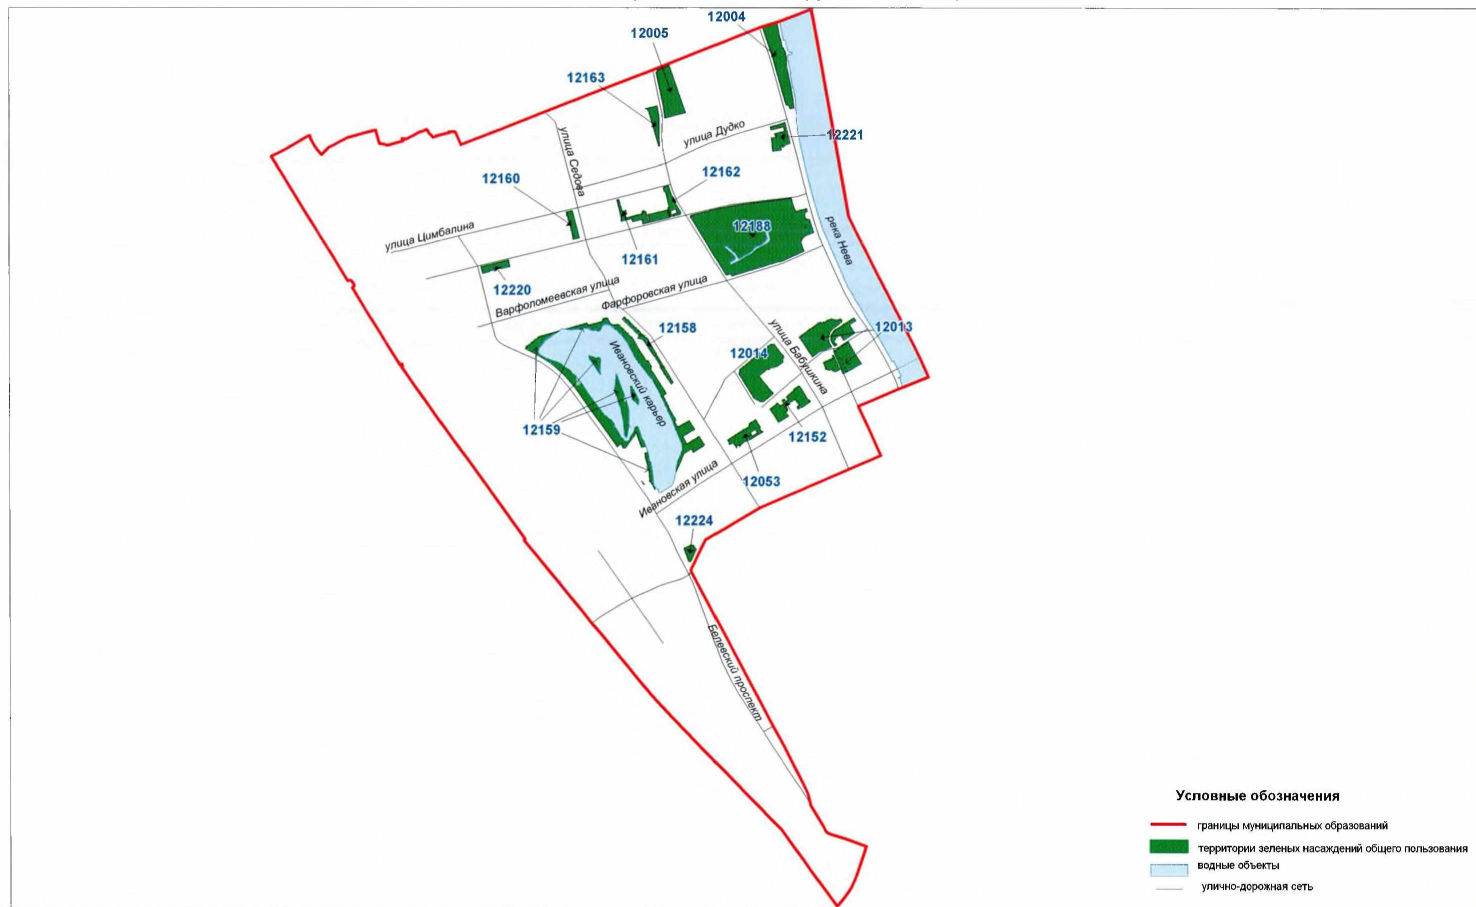 12004
12005
12163
улица Дудко
12221
улица Седова
12160
12162
улица Цимбалина
12188
река Нева
12161
12220
Варфоломеевская улица
Фарфоровская улица
12158
12013
улица Бабушкина
Ивановский карьер
12014
12159
12152
Ивановская улица
12053
12224
Белевский проспект
Условные обозначения
границы муниципальных образований
территории зеленых насаждений общего пользования
водные объекты
улично-дорожная сеть